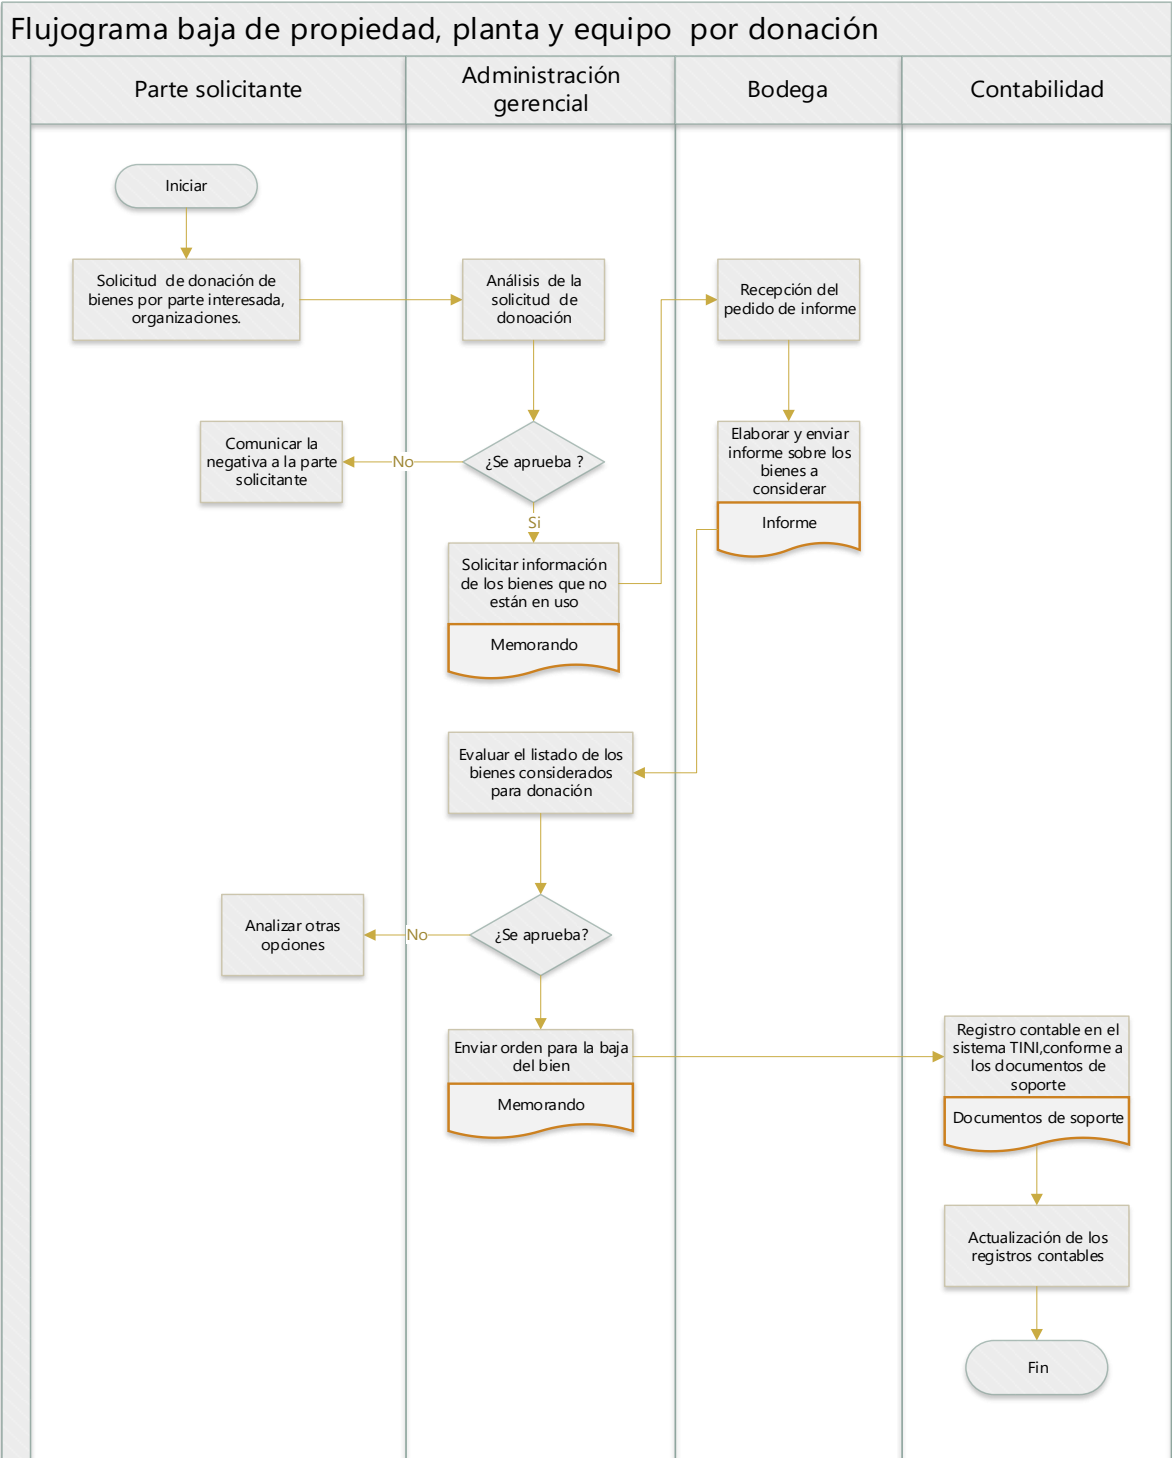 Flujograma baja de propiedad, planta y equipo  por donación
Parte solicitante
Administración
gerencial
Bodega
Contabilidad
Iniciar
Solicitud  de donación de
bienes por parte interesada,
organizaciones.
Análisis  de la
solicitud  de
donoación
Recepción del
pedido de informe
Comunicar la
negativa a la parte
solicitante
No
¿Se aprueba ?
Si
Elaborar y enviar
informe sobre los
bienes a
considerar
Informe
Solicitar información
de los bienes que no
están en uso
Memorando
Evaluar el listado de los
bienes considerados
para donación
Analizar otras
opciones
No
¿Se aprueba?
Enviar orden para la baja
del bien
Memorando
Registro contable en el
sistema TINI,conforme a
los documentos de
soporte
Documentos de soporte
Actualización de los
registros contables
Fin